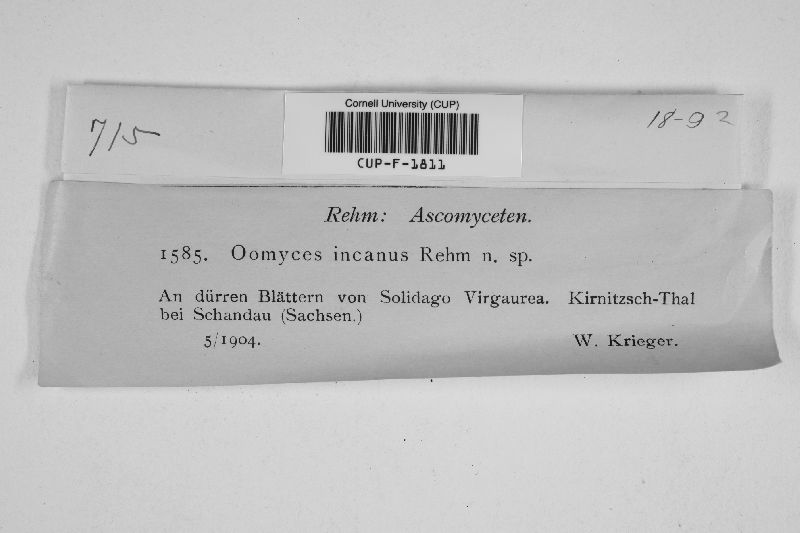 Cornell University (CUP)
CUP-F-1811
715
18-92
Rehm: Ascomyceten.
1585. Oomyces incanus Rehm n. sp.
An dürren Blättern von Solidago Virgaurea. Kirnitzsch-Thal
bei Schandau (Sachsen.)
5/1904. W. Krieger.